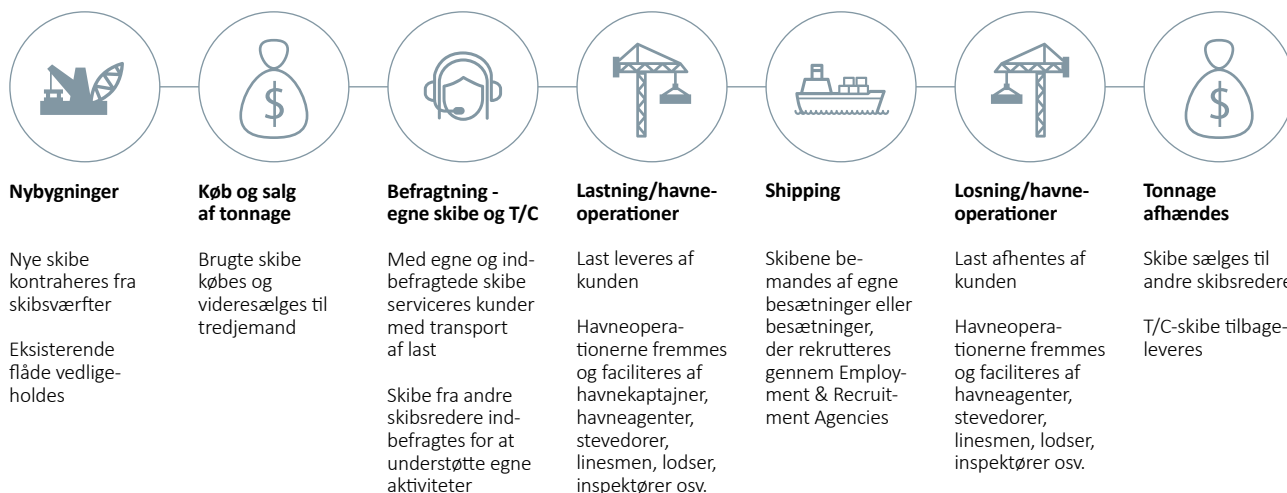 $
$
Nybygninger
Nye skibe
kontraheres fra
skibsværfter
Eksisterende
flåde vedlige-
holdes
Køb og salg
af tonnage
Brugte skibe
købes og
videresælges til
tredjemand
Befragtning -
egne skibe og T/C
Med egne og ind-
befragtede skibe
serviceres kunder
med transport
af last
Skibe fra andre
skibsredere ind-
befragtes for at
understøtte egne
aktiviteter
Lastning/havne-
operationer
Last leveres af
kunden
Havneopera-
tionerne fremmes
og faciliteres af
havnekaptajner,
havneagenter,
stevedorer,
linesmen, lodser,
inspektører osv.
Shipping
Skibene be-
mandes af egne
besætninger eller
besætninger,
der rekrutteres
gennem Employ-
ment & Recruit-
ment Agencies
Losning/havne-
operationer
Last afhentes af
kunden
Havneopera-
tionerne fremmes
og faciliteres af
havneagenter,
stevedorer,
linesmen, lodser,
inspektører osv.
Tonnage
afhændes
Skibe sælges til
andre skibsredere
T/C-skibe tilbage-
leveres